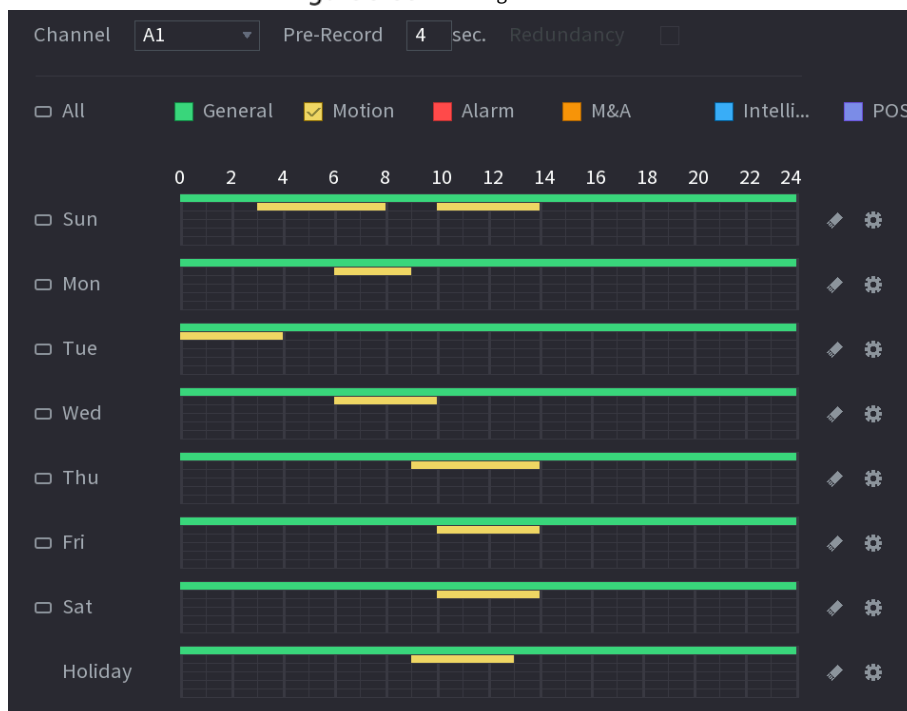 Channel A1 Pre-Record 4 sec. Redundancy
All General Motion Alarm M&A Intelli... POS
0 2 4 6 8 10 12 14 16 18 20 22 24
Sun
Mon
Tue
Wed
Thu
Fri
Sat
Holiday